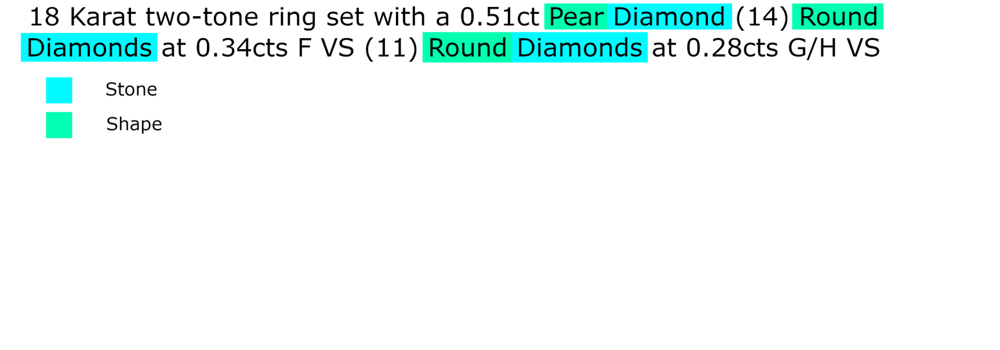 18 Karat two-tone ring set with a 0.51ct Pear Diamond (14) Round
Diamonds at 0.34cts F VS (11) Round Diamonds at 0.28cts G/H VS
Stone
Shape